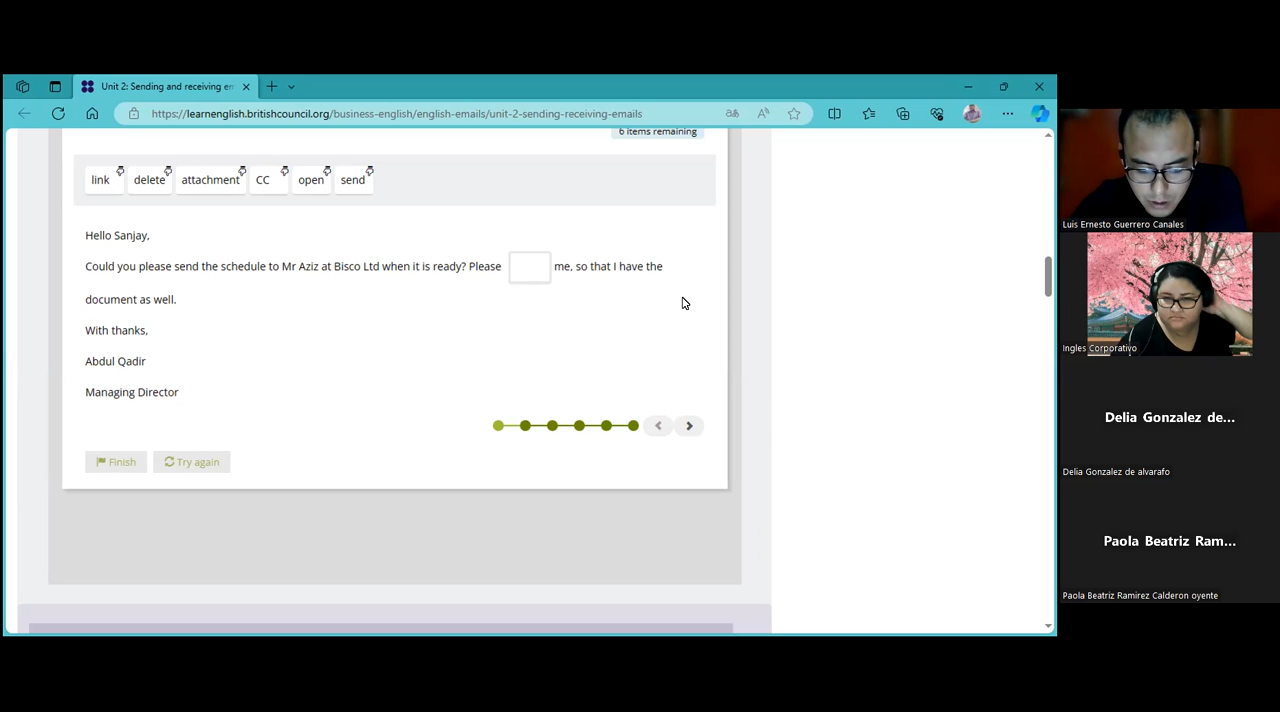 Unit 2: Sending and receiving en
https://learnenglish.britishcouncil.org/business-english/english-emails/unit-2-sending-receiving-emails
6 items remaining
link delete attachment CC open send
Hello Sanjay,
Could you please send the schedule to Mr Aziz at Bisco Ltd when it is ready? Please me, so that I have the
document as well.
With thanks,
Abdul Qadir
Managing Director
Finish Try again
Luis Ernesto Guerrero Canales
Ingles Corporativo
Delia Gonzalez de...
Delia Gonzalez de alvarafo
Paola Beatriz Ram...
Paola Beatriz Ramirez Calderon oyente